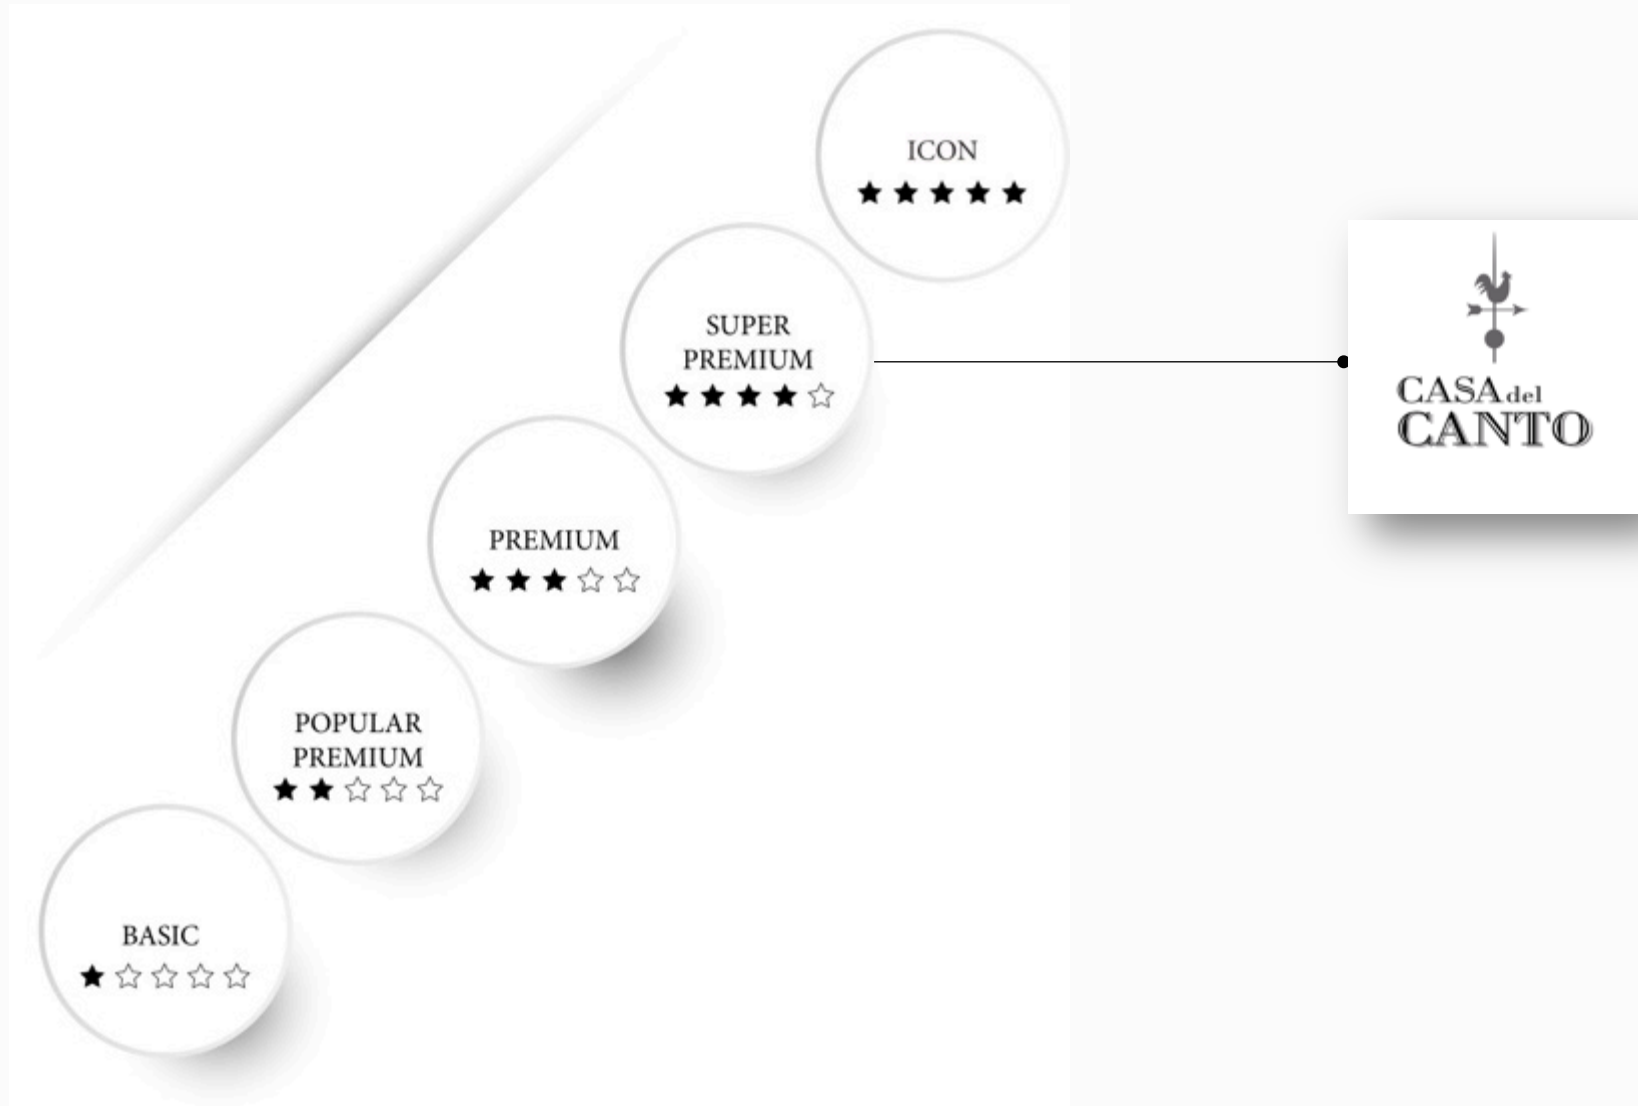 ICON
SUPER
PREMIUM
CASA del
CANTO
PREMIUM
POPULAR
PREMIUM
BASIC